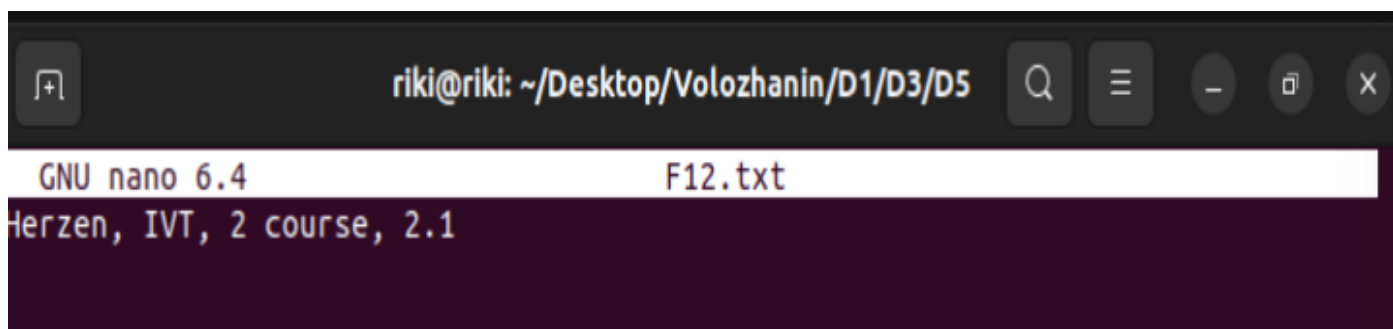 riki@riki: ~/Desktop/Volozhanin/D1/D3/D5
GNU nano 6.4 F12.txt
Herzen, IVT, 2 course, 2.1